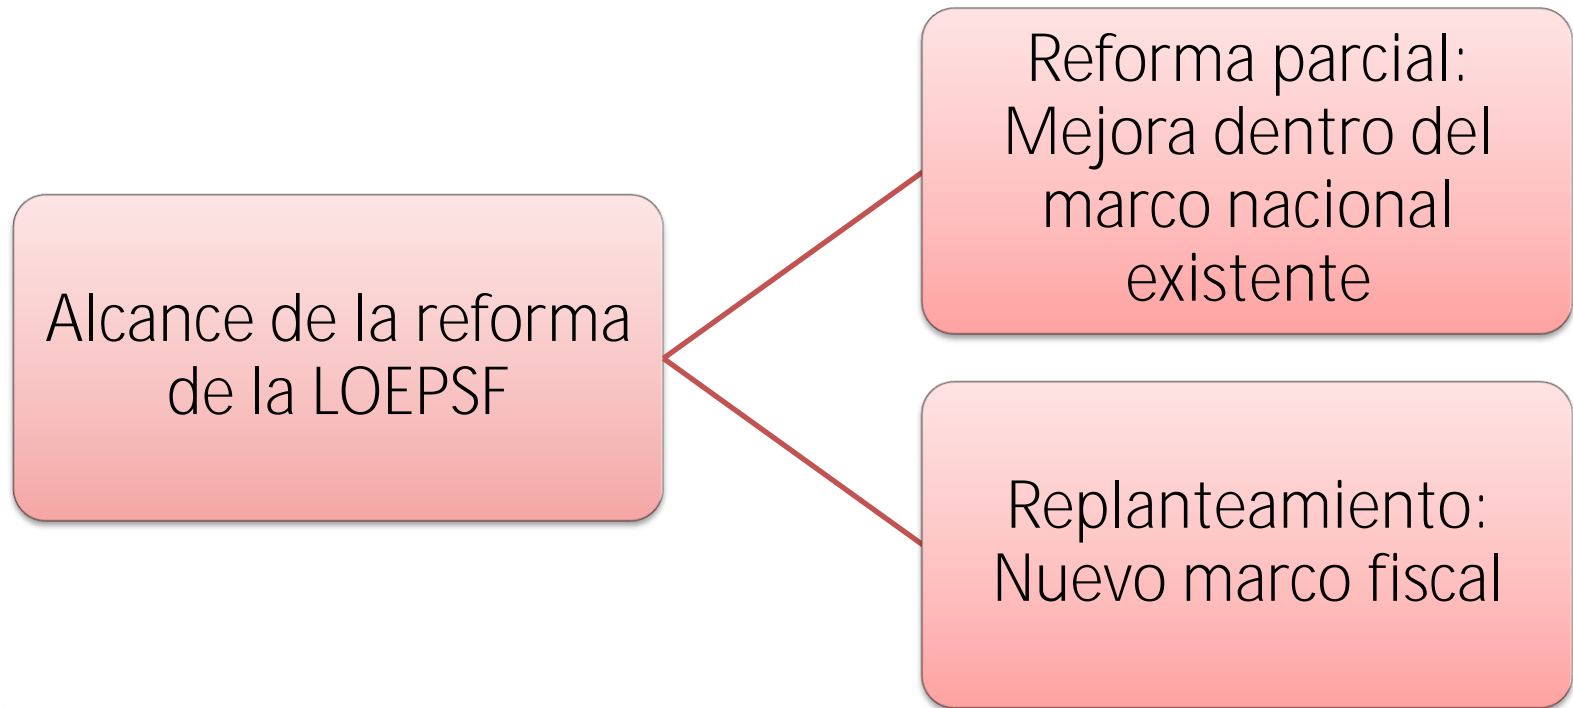 Alcance de la reforma
de la LOEPSF
Reforma parcial:
Mejora dentro del
marco nacional
existente
Replanteamiento:
Nuevo marco fiscal